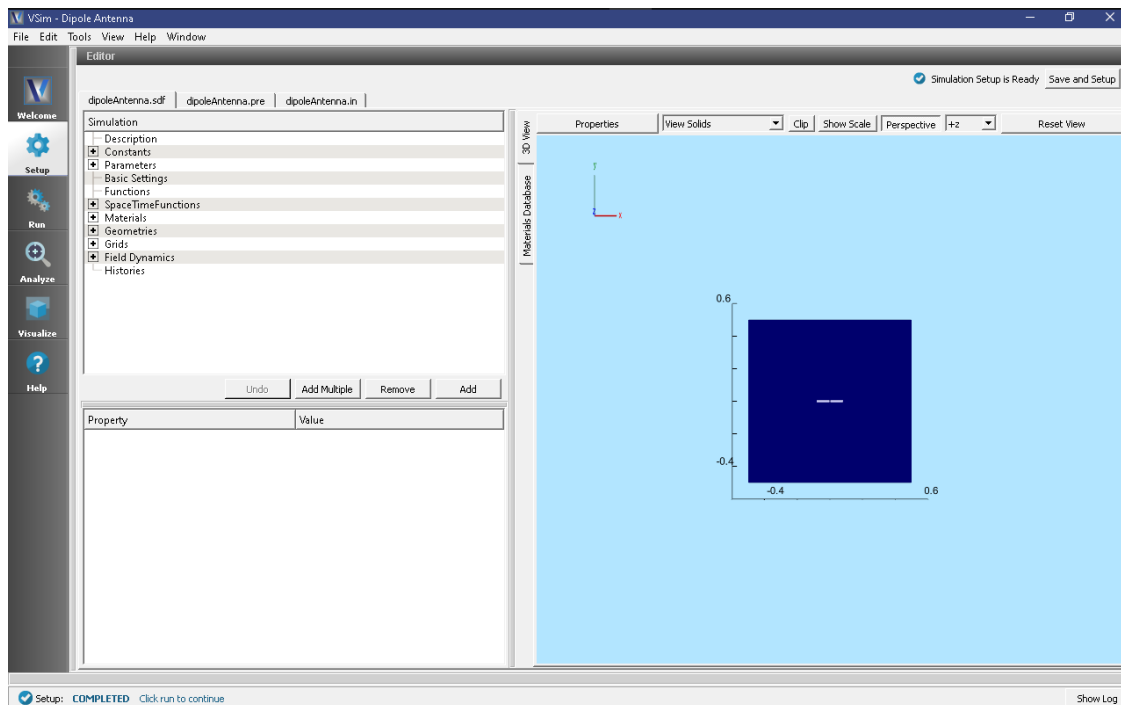 VSim - Dipole Antenna
File Edit Tools View Help Window
Editor
Simulation Setup is Ready Save and Setup
Welcome
Setup
Run
Analyze
Visualize
Help
dipoleAntenna.sdf dipoleAntenna.pre dipoleAntenna.in
Simulation
Description
Constants
Parameters
Basic Settings
Functions
SpaceTimeFunctions
Materials
Geometries
Grids
Field Dynamics
Histories
Undo Add Multiple Remove Add
Property Value
3D View
Materials Database
Properties View Solids Clip Show Scale Perspective +z Reset View
y
z x
0.6
-0.4
-0.4 0.6
Setup: COMPLETED Click run to continue Show Log